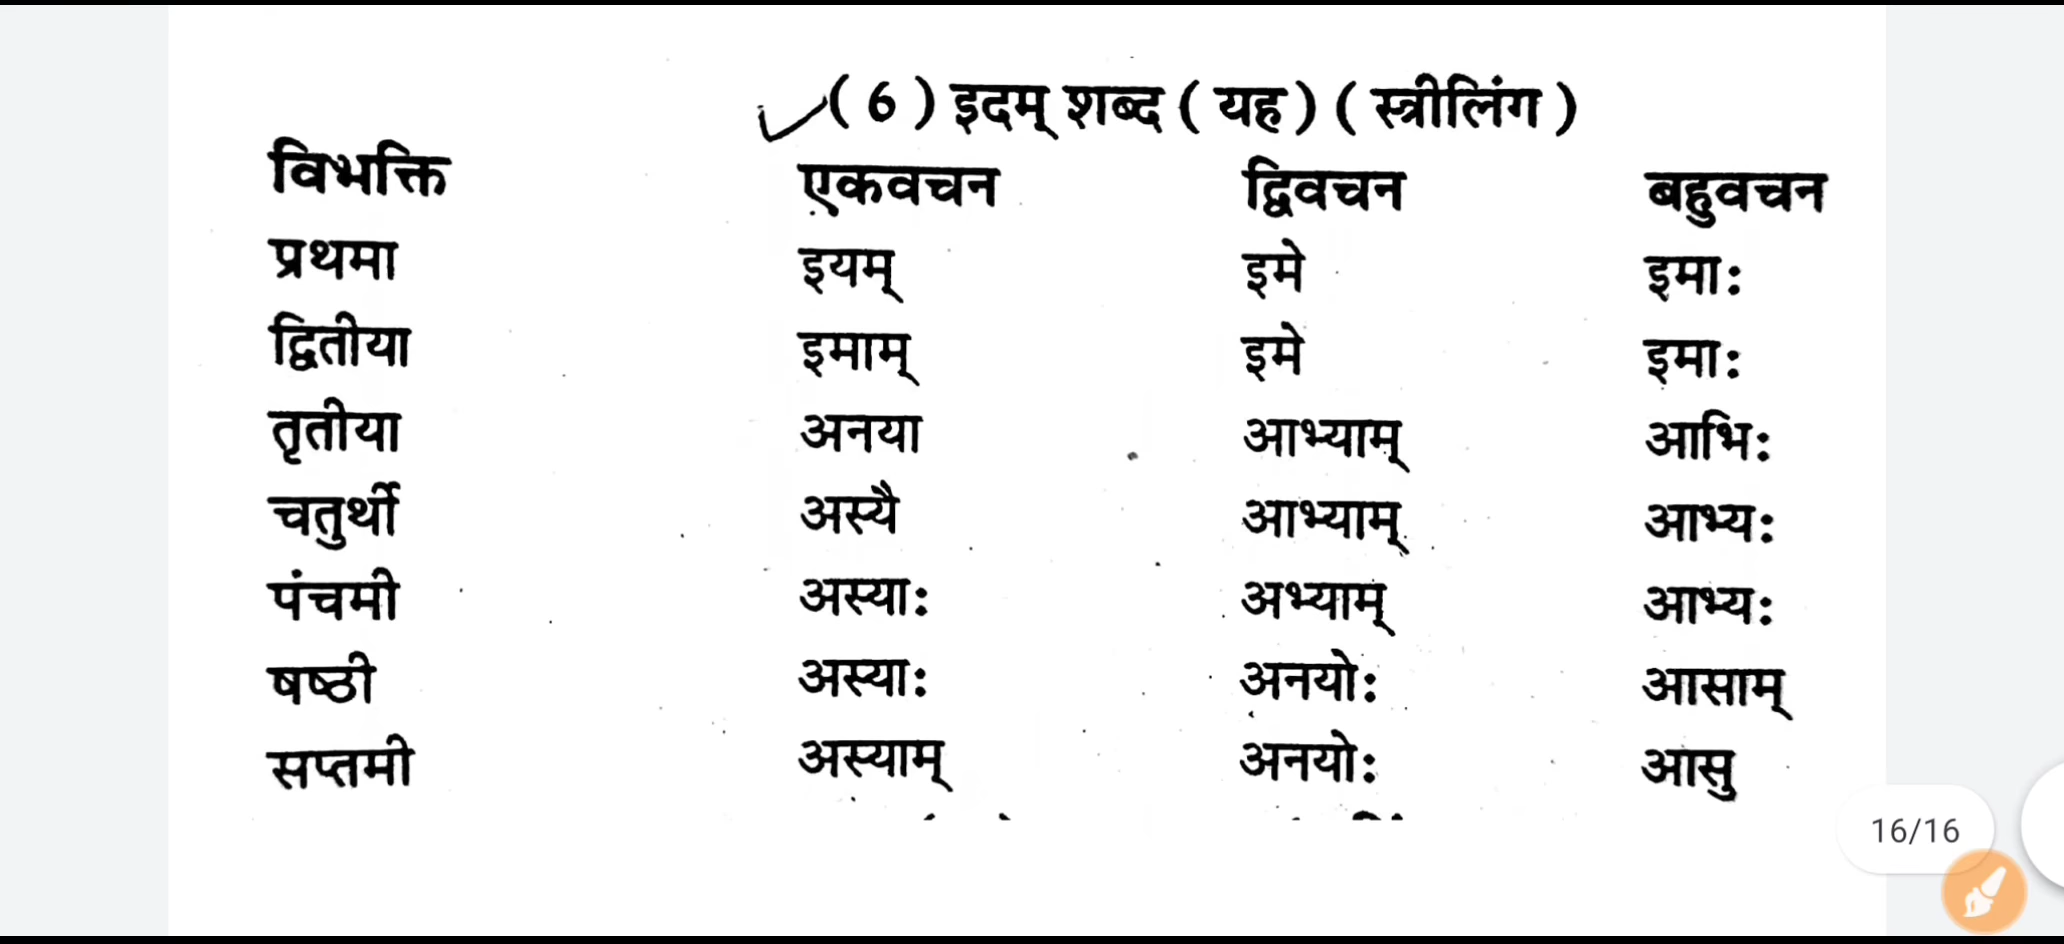 ( 6 ) इदम् शब्द ( यह ) ( स्त्रीलिंग )
विभक्ति एकवचन द्विवचन बहुवचन
प्रथमा इयम् इमे इमाः
द्वितीया इमाम् इमे इमाः
तृतीया अनया आभ्याम् आभिः
चतुर्थी अस्यै आभ्याम् आभ्यः
पंचमी अस्याः अभ्याम् आभ्यः
षष्ठी अस्याः अनयोः आसाम्
सप्तमी अस्याम् अनयोः आसु
16/16